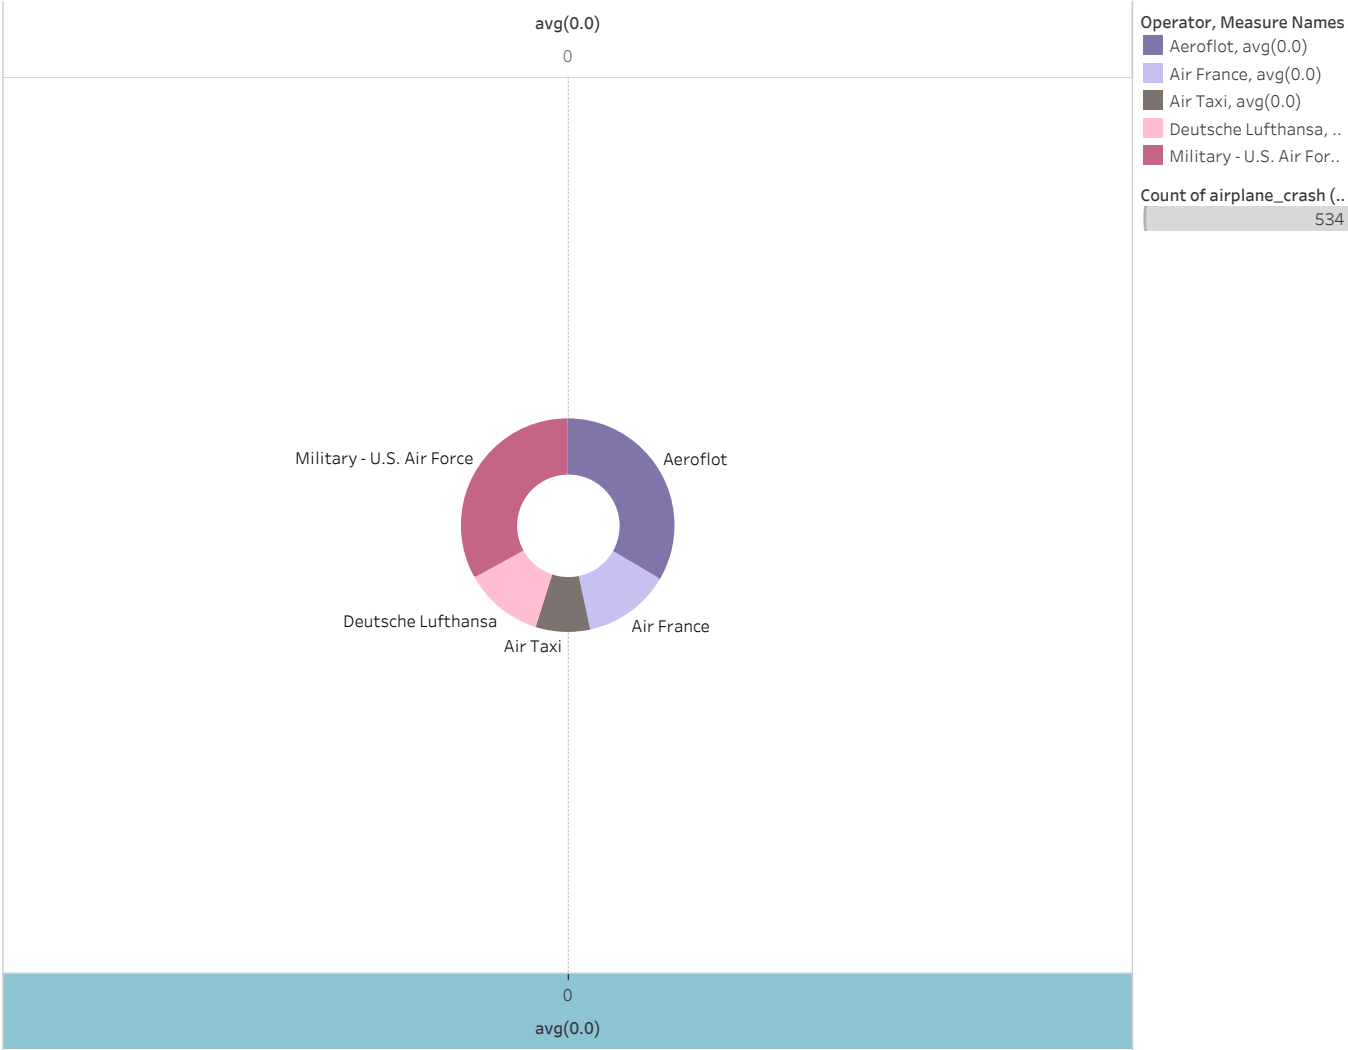 avg(0.0)
0
Military - U.S. Air Force
Aeroflot
Deutsche Lufthansa
Air France
Air Taxi
0
avg(0.0)
Operator, Measure Names
Aeroflot, avg(0.0)
Air France, avg(0.0)
Air Taxi, avg(0.0)
Deutsche Lufthansa, ..
Military - U.S. Air For..
Count of airplane_crash (..
534